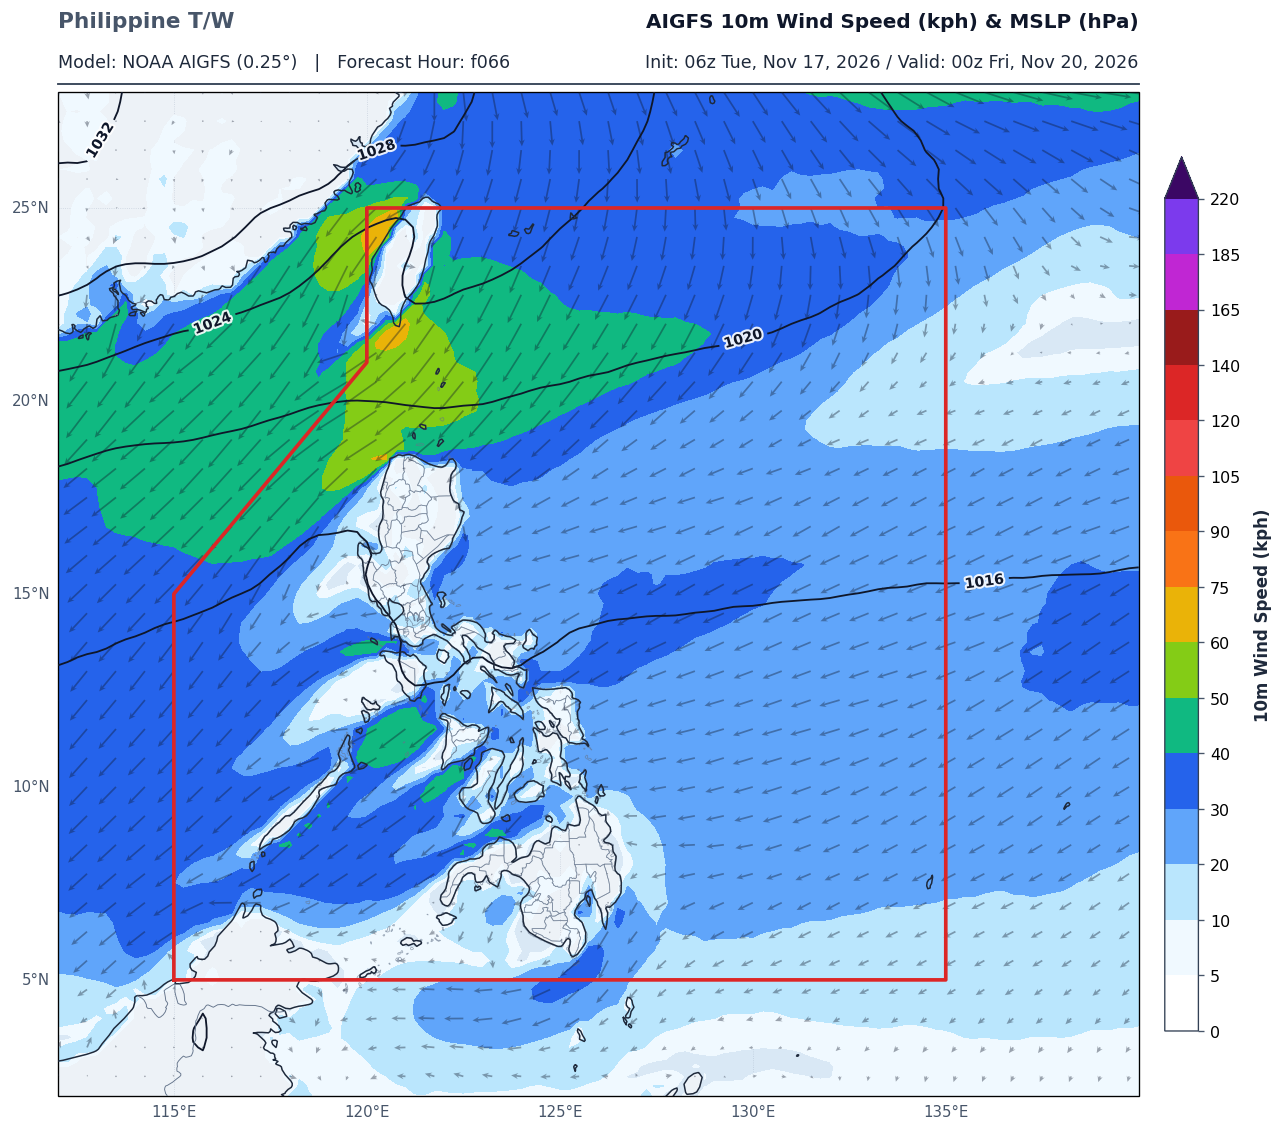 Philippine T/W
AIGFS 10m Wind Speed (kph) & MSLP (hPa)
Model: NOAA AIGFS (0.25°) | Forecast Hour: f066
Init: 06z Tue, Nov 17, 2026 / Valid: 00z Fri, Nov 20, 2026
1032
1028
1024
1020
1016
25°N
20°N
15°N
10°N
5°N
115°E
120°E
125°E
130°E
135°E
220
185
165
140
120
105
90
75
60
50
40
30
20
10
5
0
10m Wind Speed (kph)